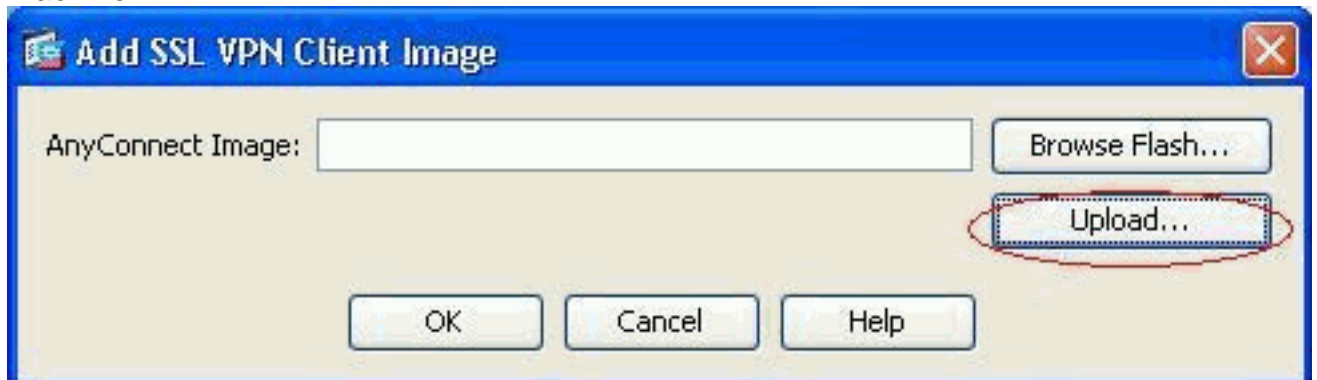 Add SSL VPN Client Image
AnyConnect Image:
Browse Flash...
Upload...
OK Cancel Help